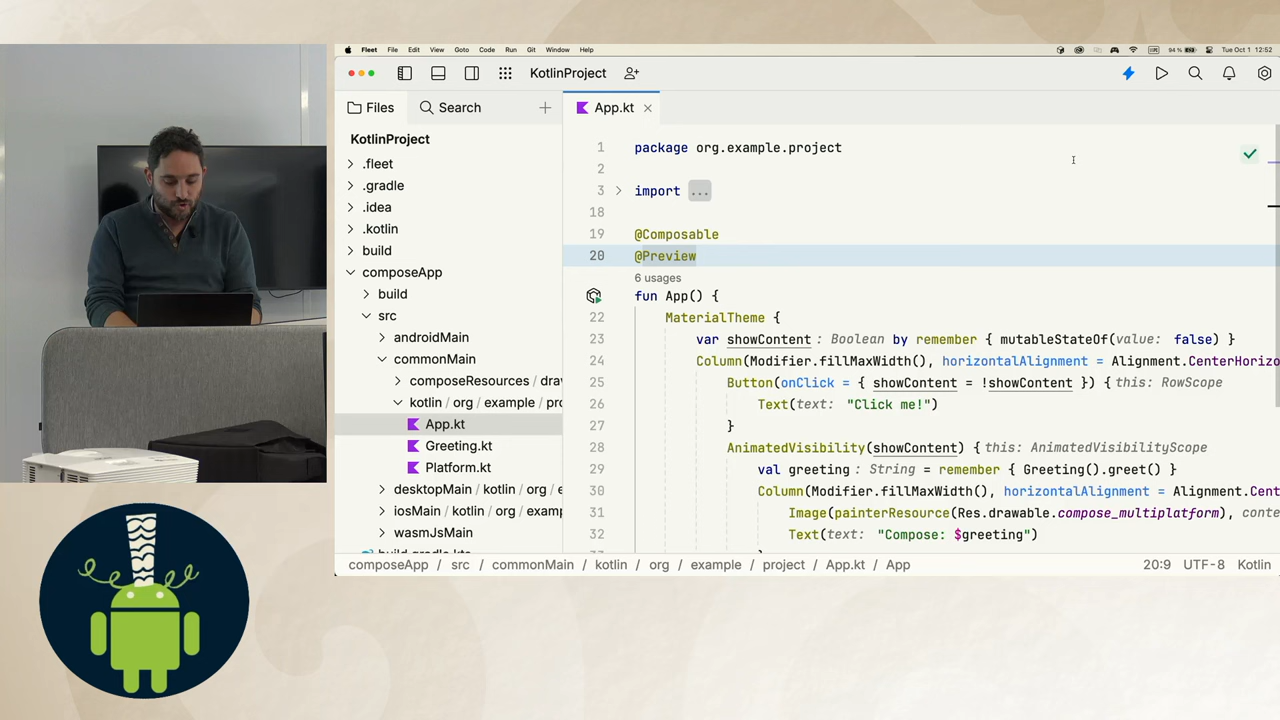 Fleet File Edit View Goto Code Run Git Window Help 94 % Tue Oct 1 12:52
KotlinProject
Files Search App.kt
KotlinProject
.fleet
.gradle
.idea
.kotlin
build
composeApp
build
src
androidMain
commonMain
composeResources / dra
kotlin / org / example / pro
App.kt
Greeting.kt
Platform.kt
desktopMain / kotlin / org / e
iosMain / kotlin / org / examp
wasmJsMain
build.gradle.kts
1 package org.example.project
2
3 import ...
18
19 @Composable
20 @Preview
6 usages
fun App() {
22 MaterialTheme {
23 var showContent : Boolean by remember { mutableStateOf(value: false) }
24 Column(Modifier.fillMaxWidth(), horizontalAlignment = Alignment.CenterHorizo
25 Button(onClick = { showContent = !showContent }) { this: RowScope
26 Text(text: "Click me!")
27 }
28 AnimatedVisibility(showContent) { this: AnimatedVisibilityScope
29 val greeting : String = remember { Greeting().greet() }
30 Column(Modifier.fillMaxWidth(), horizontalAlignment = Alignment.Cent
31 Image(painterResource(Res.drawable.compose_multiplatform), conte
32 Text(text: "Compose: $greeting")
composeApp / src / commonMain / kotlin / org / example / project / App.kt / App 20:9 UTF-8 Kotlin